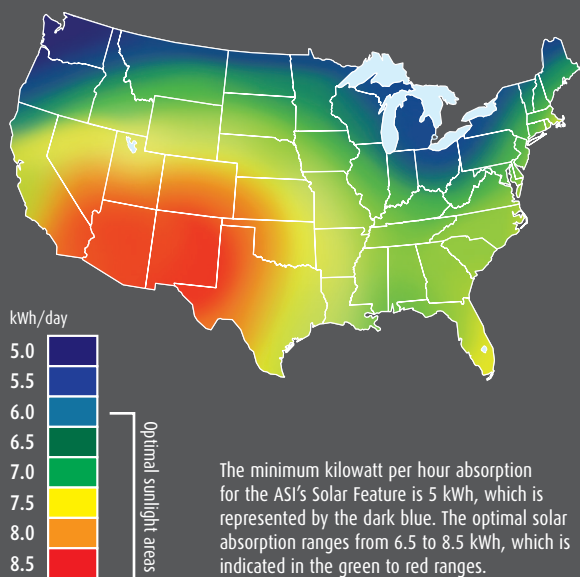 kWh/day
5.0
5.5
6.0
6.5
7.0
7.5
8.0
8.5
Optimal sunlight areas
The minimum kilowatt per hour absorption
for the ASI's Solar Feature is 5 kWh, which is
represented by the dark blue. The optimal solar
absorption ranges from 6.5 to 8.5 kWh, which is
indicated in the green to red ranges.